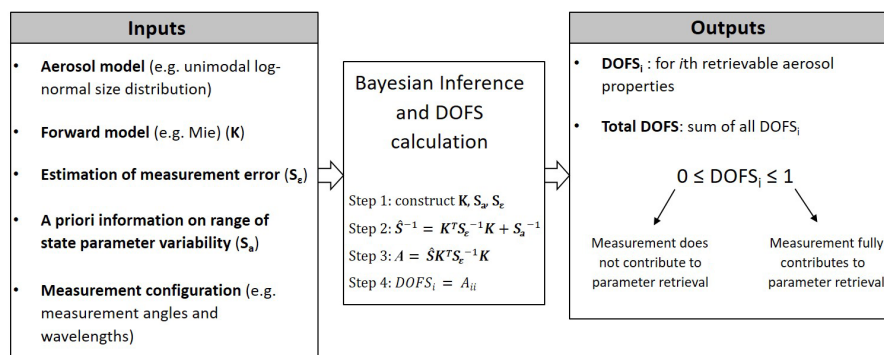 Inputs
• Aerosol model (e.g. unimodal log-
normal size distribution)
• Forward model (e.g. Mie) (K)
• Estimation of measurement error (Sε)
• A priori information on range of
state parameter variability (Sa)
• Measurement configuration (e.g.
measurement angles and
wavelengths)
Bayesian Inference
and DOFS
calculation
Step 1: construct K, Sa, Sε
Step 2: Ŝ⁻¹ = KᵀSε⁻¹K + Sa⁻¹
Step 3: A = ŜKᵀSε⁻¹K
Step 4: DOFSi = Aii
Outputs
• DOFSi : for ith retrievable aerosol
properties
• Total DOFS: sum of all DOFSi
0 ≤ DOFSi ≤ 1
Measurement does
not contribute to
parameter retrieval
Measurement fully
contributes to
parameter retrieval